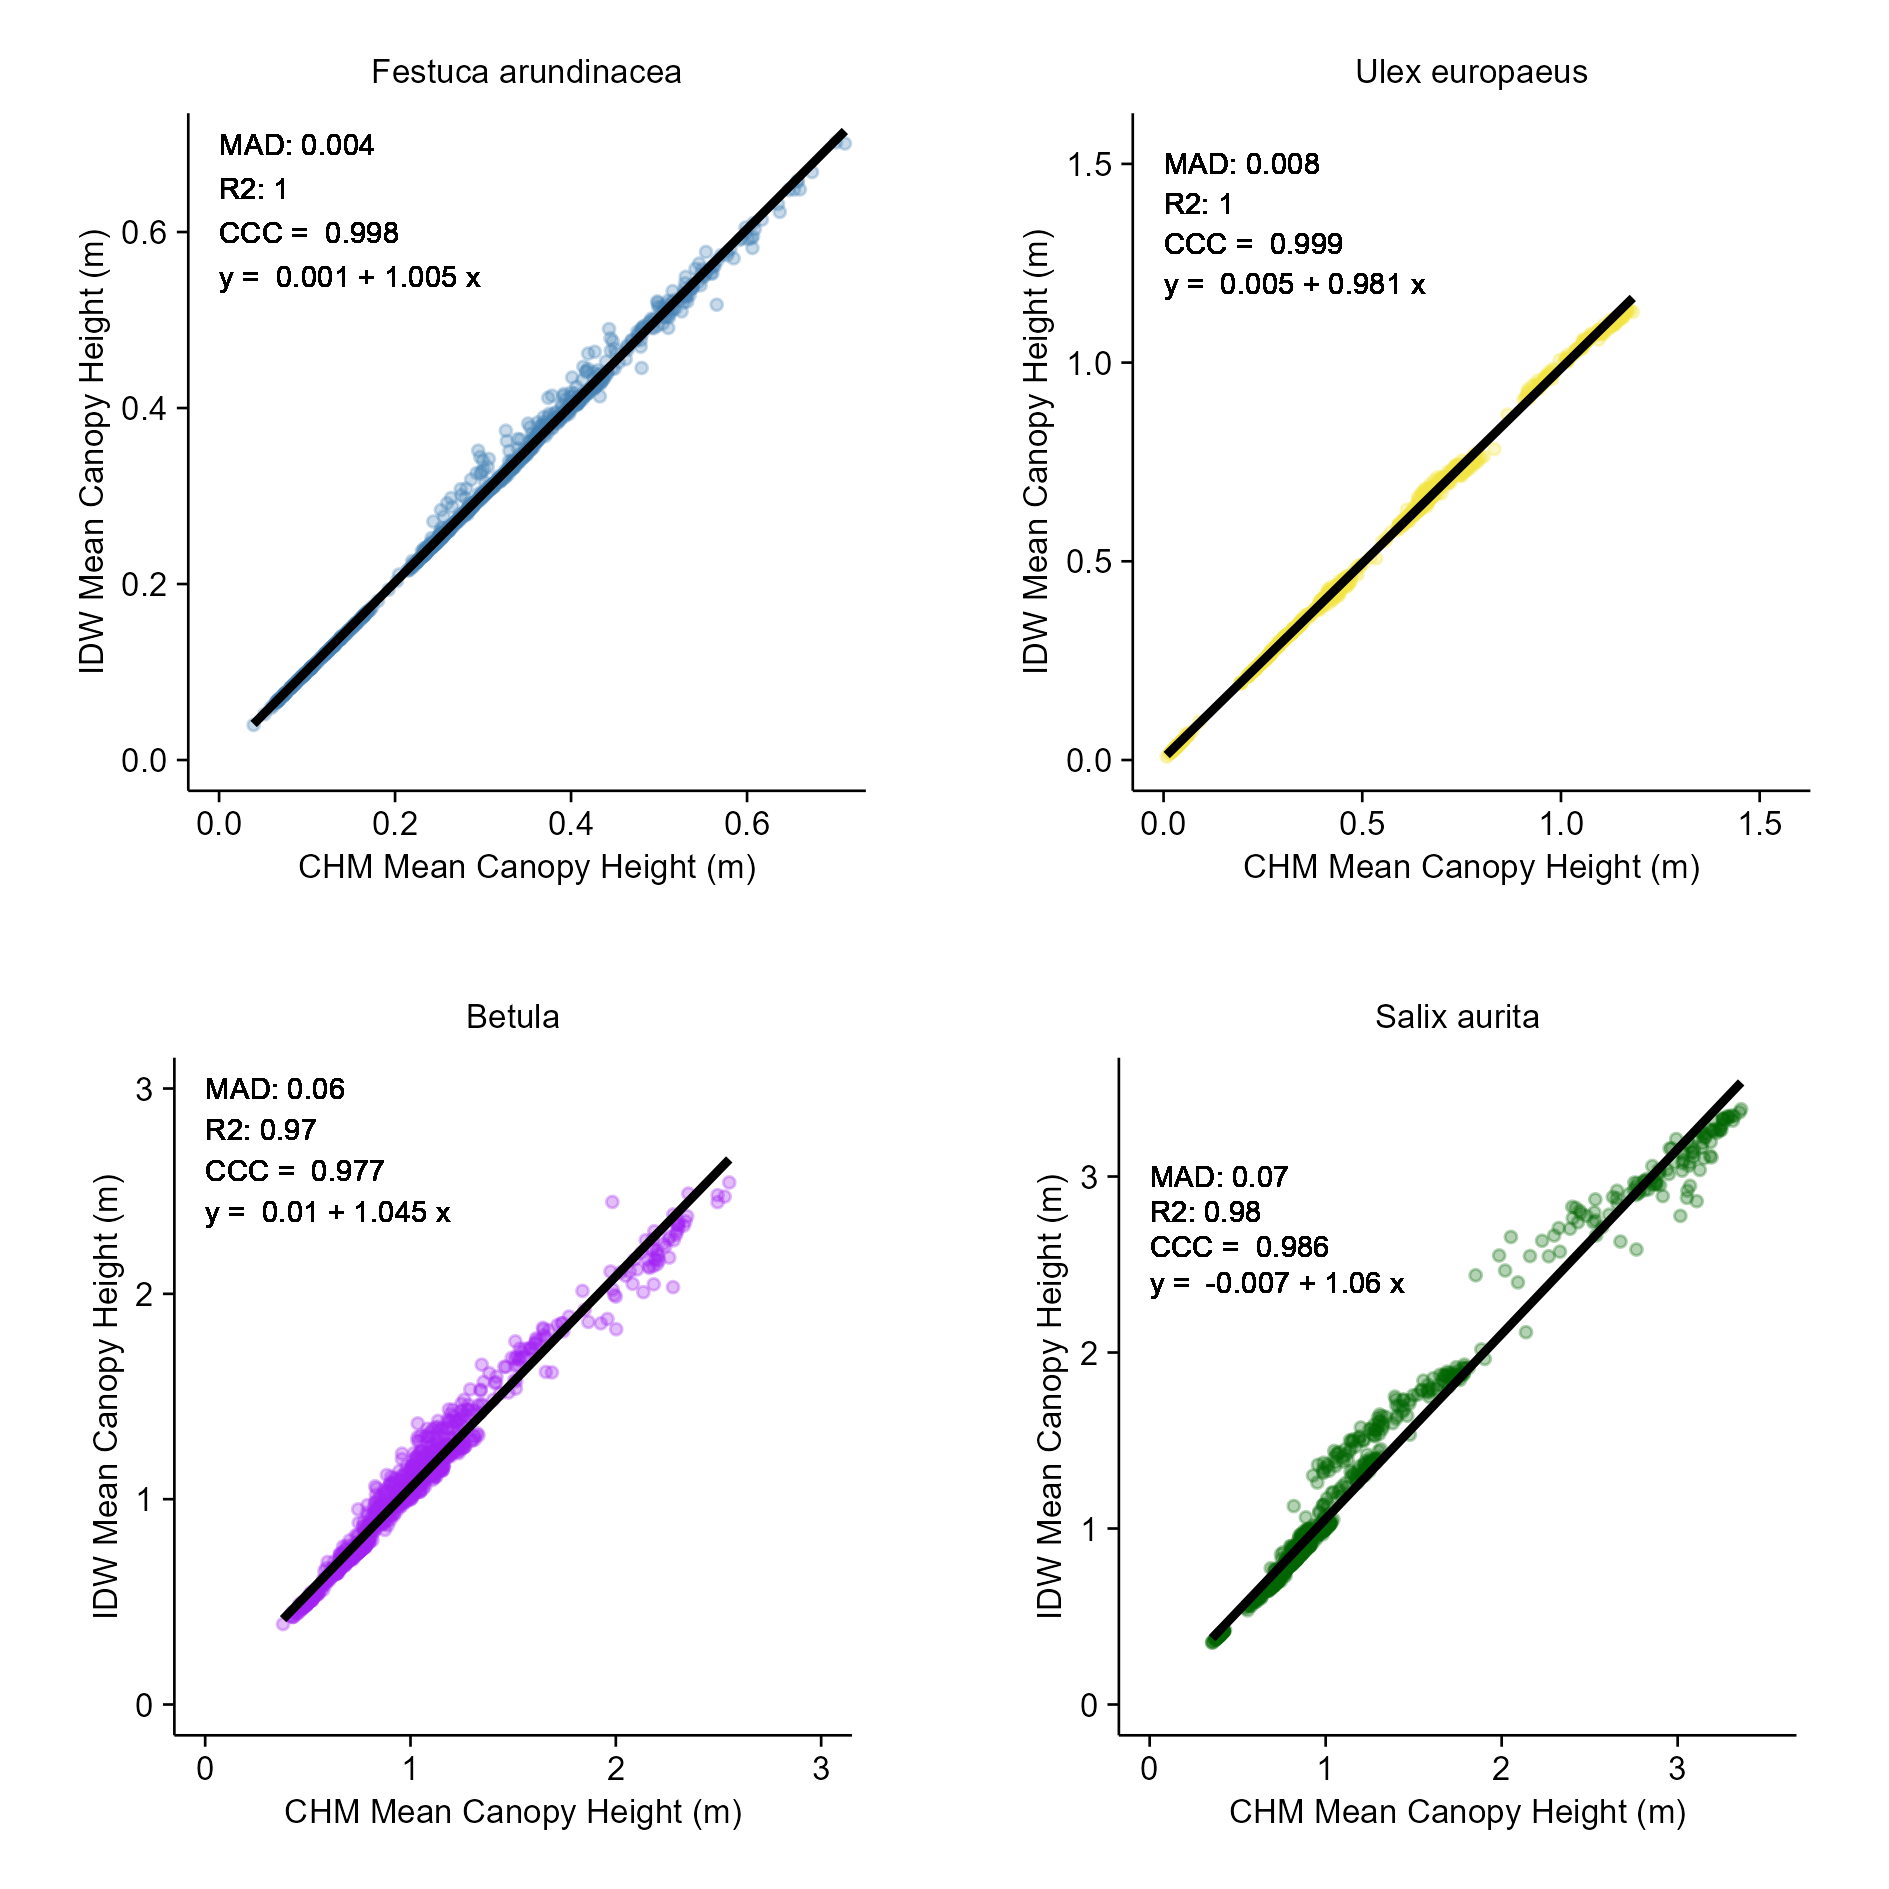 Festuca arundinacea
MAD: 0.004
R2: 1
CCC = 0.998
y = 0.001 + 1.005 x
IDW Mean Canopy Height (m)
0.6
0.4
0.2
0.0
0.0 0.2 0.4 0.6
CHM Mean Canopy Height (m)
Ulex europaeus
MAD: 0.008
R2: 1
CCC = 0.999
y = 0.005 + 0.981 x
IDW Mean Canopy Height (m)
1.5
1.0
0.5
0.0
0.0 0.5 1.0 1.5
CHM Mean Canopy Height (m)
Betula
MAD: 0.06
R2: 0.97
CCC = 0.977
y = 0.01 + 1.045 x
IDW Mean Canopy Height (m)
3
2
1
0
0 1 2 3
CHM Mean Canopy Height (m)
Salix aurita
MAD: 0.07
R2: 0.98
CCC = 0.986
y = -0.007 + 1.06 x
IDW Mean Canopy Height (m)
3
2
1
0
0 1 2 3
CHM Mean Canopy Height (m)